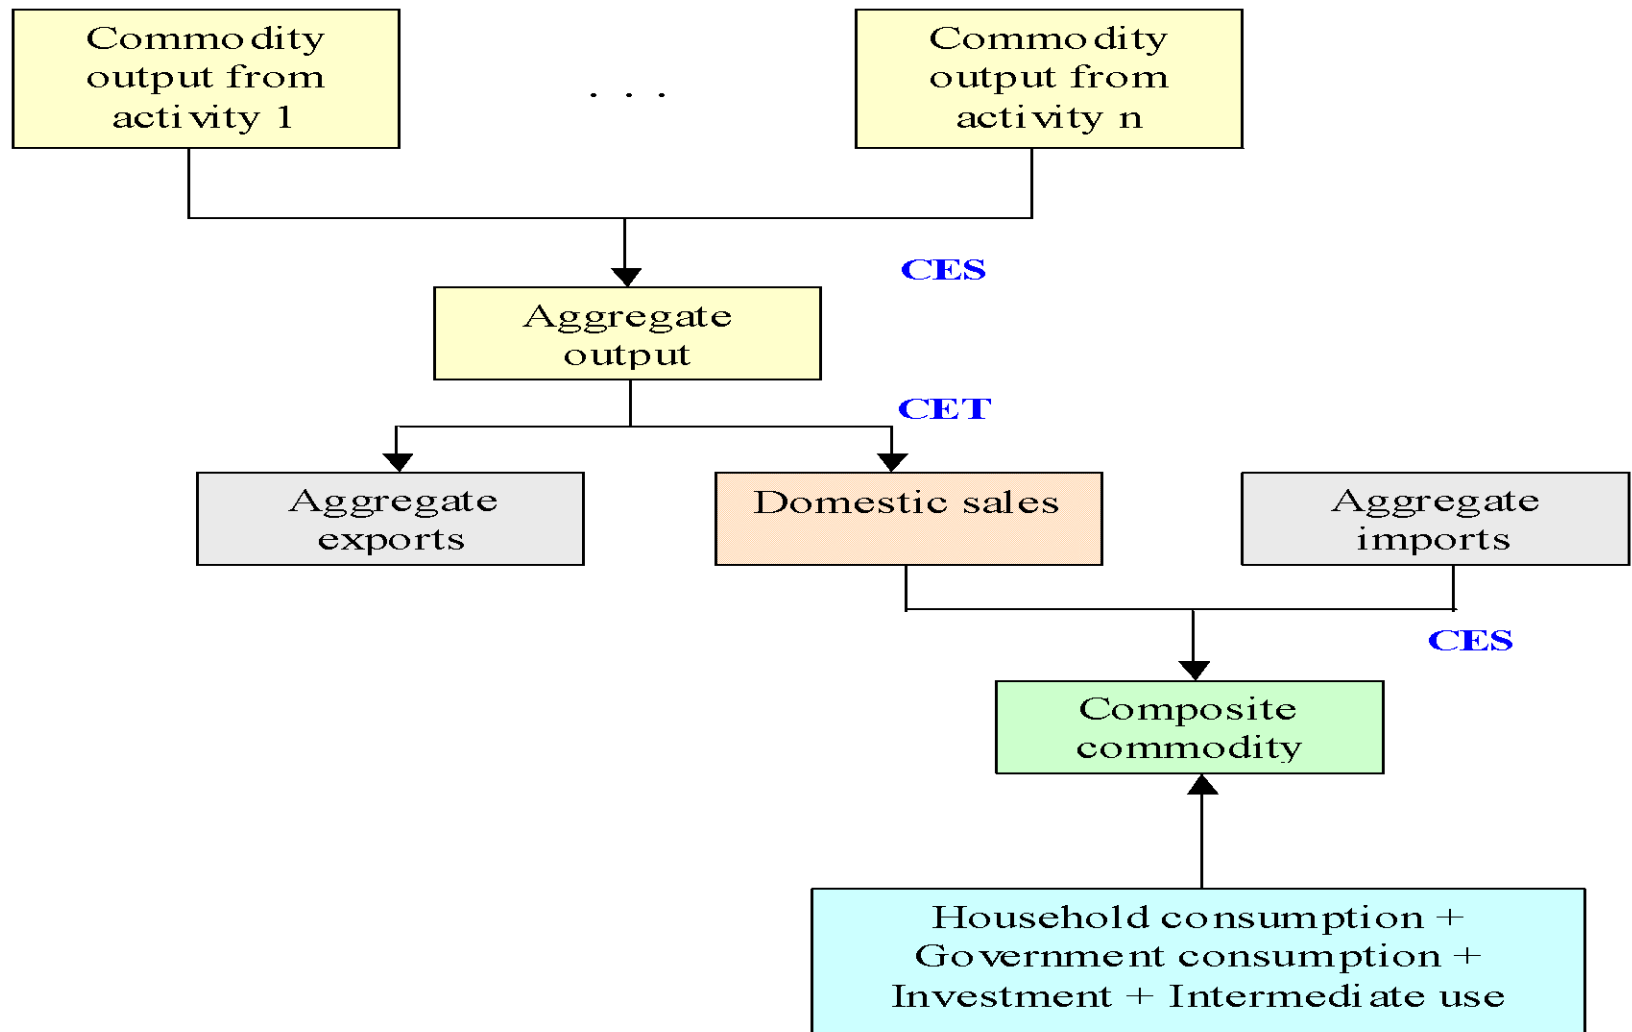 Commodity
output from
activity 1
. . .
Commodity
output from
activity n
CES
Aggregate
output
CET
Aggregate
exports
Domestic sales
Aggregate
imports
CES
Composite
commodity
Household consumption +
Government consumption +
Investment + Intermediate use